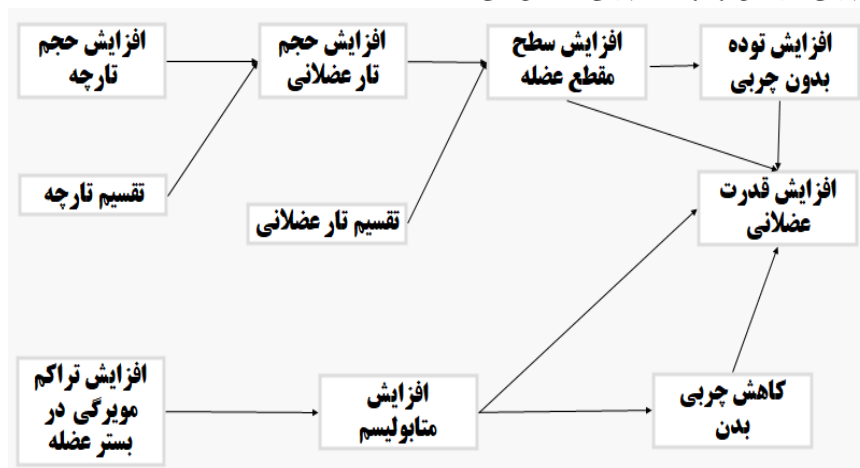 افزایش حجم
تارچه
افزایش حجم
تار عضلانی
افزایش سطح
مقطع عضله
افزایش توده
بدون چربی
تقسیم تارچه
تقسیم تار عضلانی
افزایش قدرت
عضلانی
افزایش تراکم
مویرگی در
بستر عضله
افزایش
متابولیسم
کاهش چربی
بدن